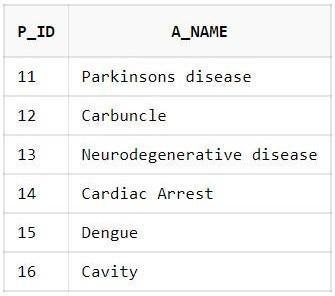 P_ID A_NAME
11 Parkinsons disease
12 Carbuncle
13 Neurodegenerative disease
14 Cardiac Arrest
15 Dengue
16 Cavity